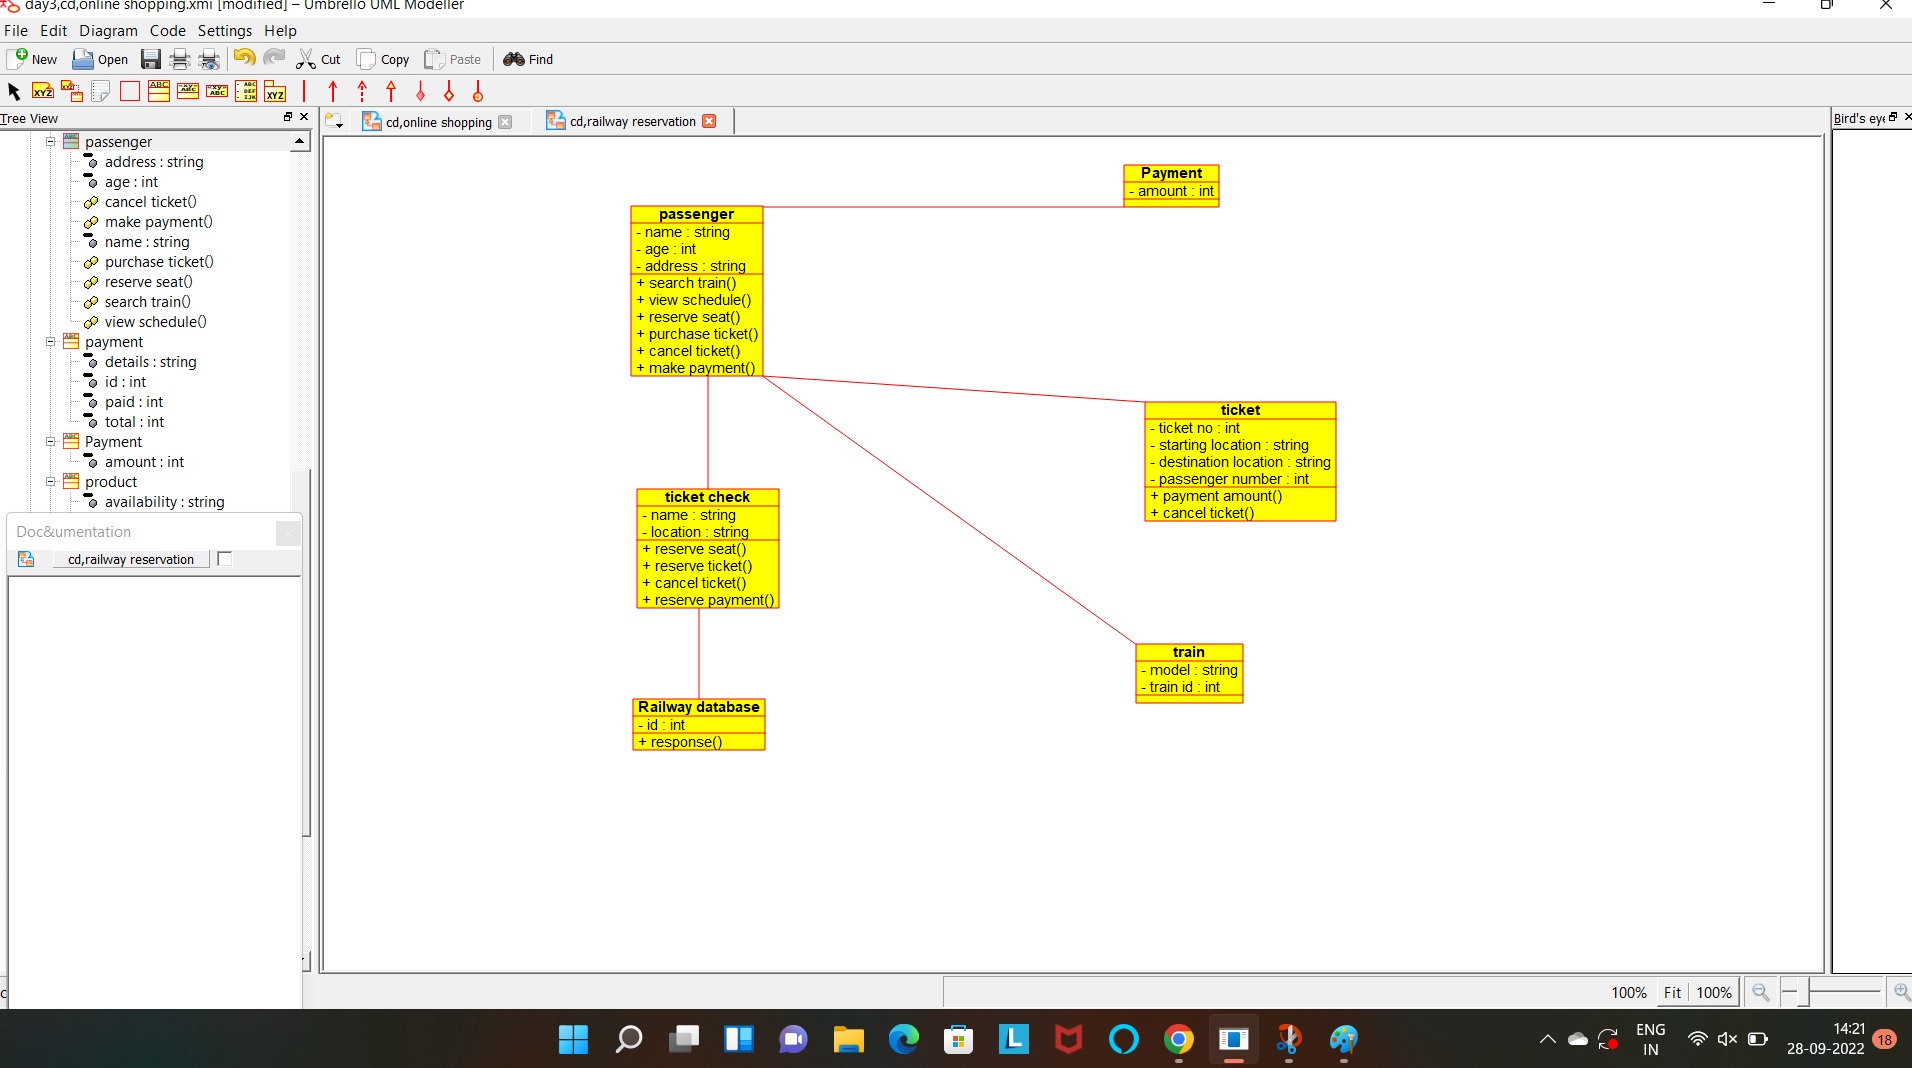 day3,cd,online shopping.xmi [modified] – Umbrello UML Modeller
File Edit Diagram Code Settings Help
New Open Cut Copy Paste Find
Tree View
cd,online shopping cd,railway reservation
Bird's eye
passenger
address : string
age : int
cancel ticket()
make payment()
name : string
purchase ticket()
reserve seat()
search train()
view schedule()
payment
details : string
id : int
paid : int
total : int
Payment
amount : int
product
availability : string
Doc&umentation
cd,railway reservation
Payment
- amount : int
passenger
- name : string
- age : int
- address : string
+ search train()
+ view schedule()
+ reserve seat()
+ purchase ticket()
+ cancel ticket()
+ make payment()
ticket
- ticket no : int
- starting location : string
- destination location : string
- passenger number : int
+ payment amount()
+ cancel ticket()
ticket check
- name : string
- location : string
+ reserve seat()
+ reserve ticket()
+ cancel ticket()
+ reserve payment()
train
- model : string
- train id : int
Railway database
- id : int
+ response()
100% Fit 100%
ENG
IN
14:21
28-09-2022
18